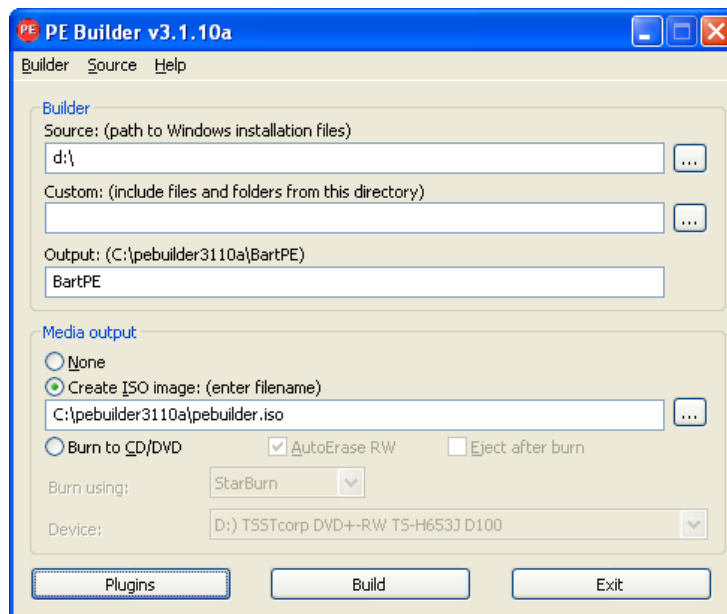 PE PE Builder v3.1.10a
Builder Source Help
Builder
Source: (path to Windows installation files)
d:\
...
Custom: (include files and folders from this directory)
...
Output: (C:\pebuilder3110a\BartPE)
BartPE
Media output
None
Create ISO image: (enter filename)
C:\pebuilder3110a\pebuilder.iso
...
Burn to CD/DVD AutoErase RW Eject after burn
Burn using: StarBurn
Device: D:) TSSTcorp DVD+-RW TS-H653J D100
Plugins Build Exit